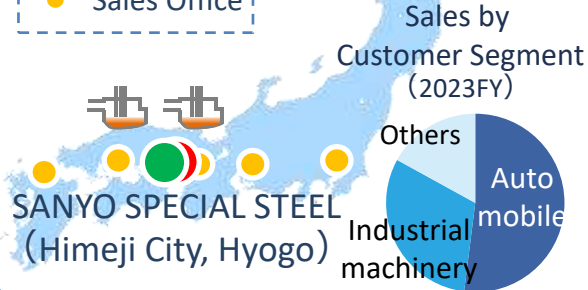 Sales Office
Sales by
Customer Segment
（2023FY）
Others
Auto
mobile
Industrial
machinery
SANYO SPECIAL STEEL
（Himeji City, Hyogo）